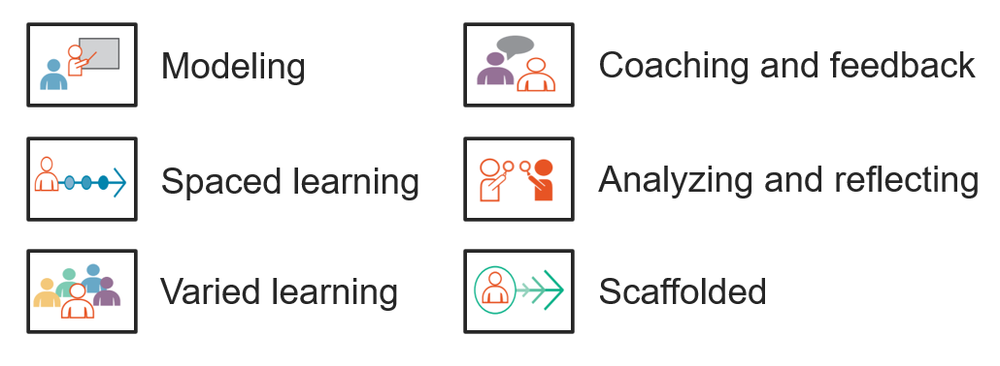 Modeling
Coaching and feedback
Spaced learning
Analyzing and reflecting
Varied learning
Scaffolded